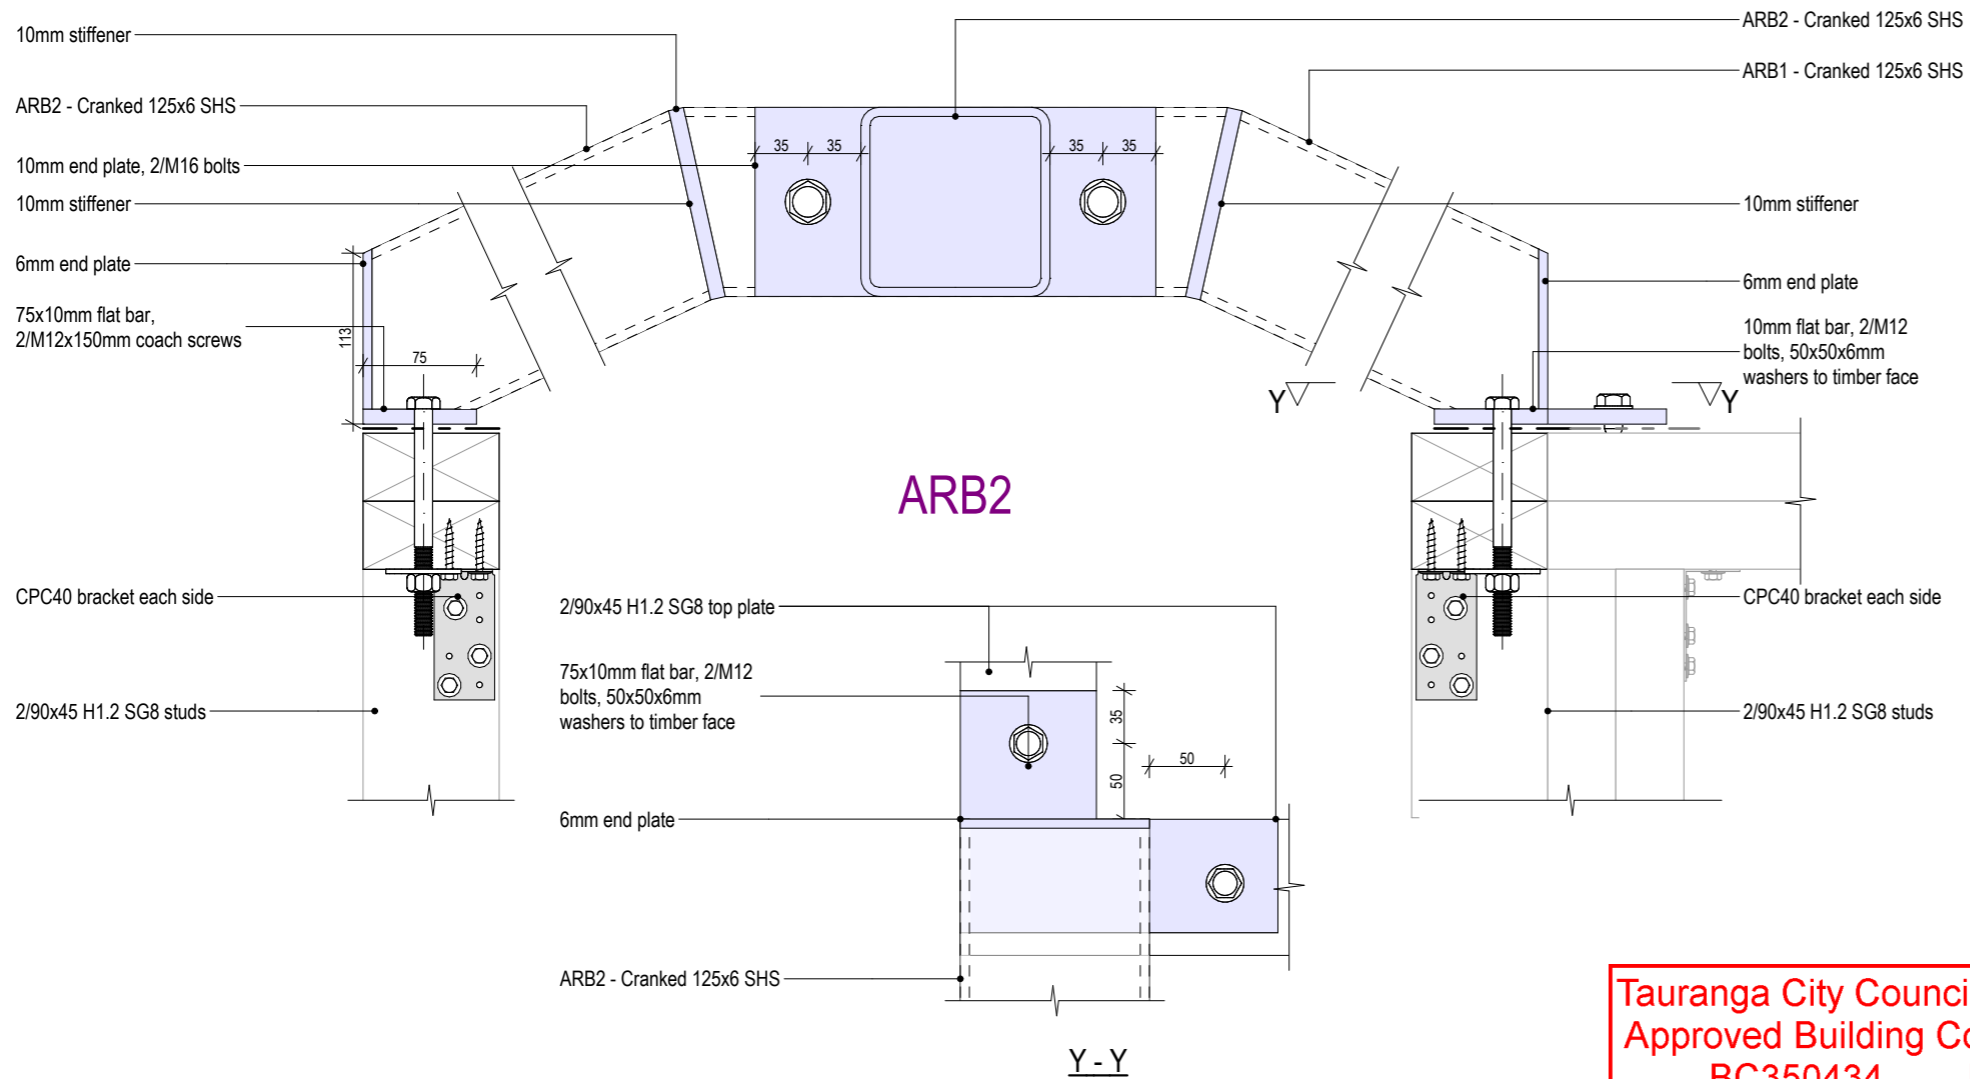 10mm stiffener
ARB2 - Cranked 125x6 SHS
10mm end plate, 2/M16 bolts
10mm stiffener
6mm end plate
75x10mm flat bar,
2/M12x150mm coach screws
113
75
35
35
35
35
ARB2 - Cranked 125x6 SHS
ARB1 - Cranked 125x6 SHS
10mm stiffener
6mm end plate
10mm flat bar, 2/M12
bolts, 50x50x6mm
washers to timber face
Y
Y
ARB2
CPC40 bracket each side
2/90x45 H1.2 SG8 studs
2/90x45 H1.2 SG8 top plate
75x10mm flat bar, 2/M12
bolts, 50x50x6mm
washers to timber face
6mm end plate
ARB2 - Cranked 125x6 SHS
35
50
50
CPC40 bracket each side
2/90x45 H1.2 SG8 studs
Y - Y
Tauranga City Counci
Approved Building Co
BC350434